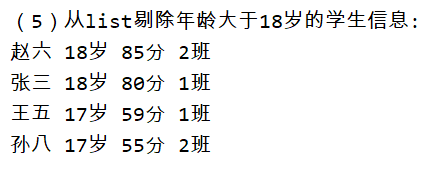 （5）从list剔除年龄大于18岁的学生信息:
赵六 18岁 85分 2班
张三 18岁 80分 1班
王五 17岁 59分 1班
孙八 17岁 55分 2班